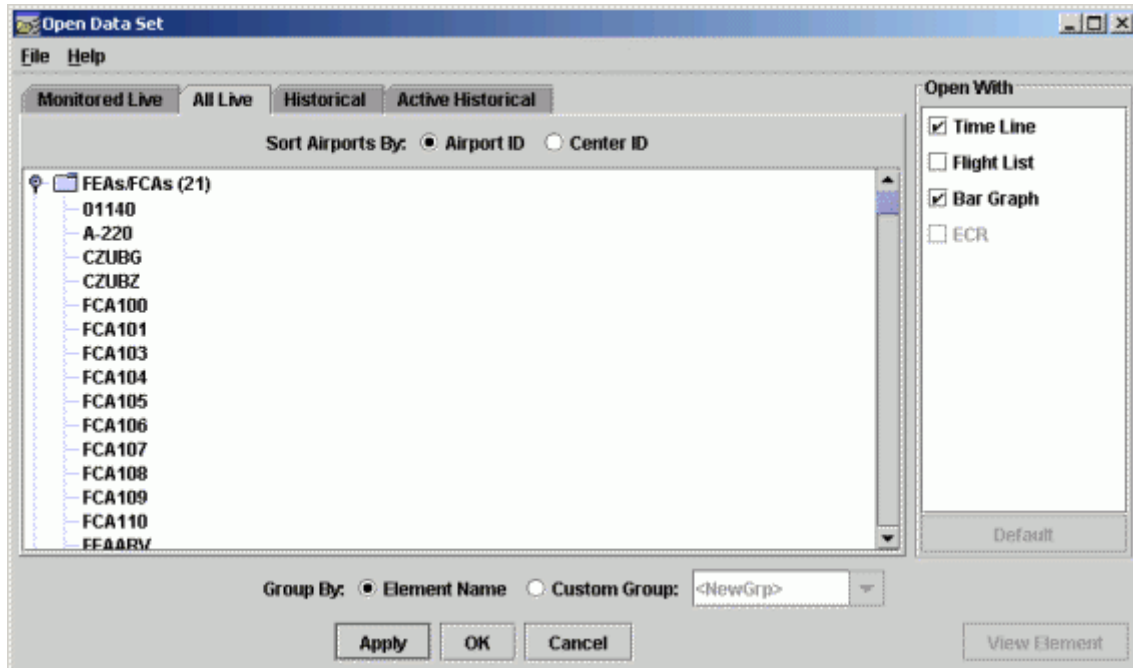 Open Data Set
File Help
Monitored Live All Live Historical Active Historical
Sort Airports By: Airport ID Center ID
FEAs/FCAs (21)
01140
A-220
CZUBG
CZUBZ
FCA100
FCA101
FCA103
FCA104
FCA105
FCA106
FCA107
FCA108
FCA109
FCA110
FEAARV
Open With
Time Line
Flight List
Bar Graph
ECR
Default
Group By: Element Name Custom Group: <NewGrp>
Apply OK Cancel
View Element